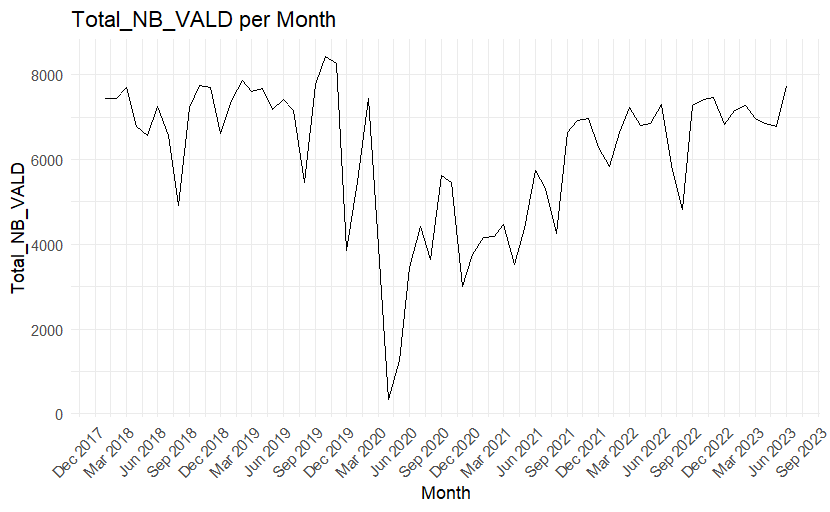 Total_NB_VALD per Month
Total_NB_VALD
8000
6000
4000
2000
0
Dec 2017
Mar 2018
Jun 2018
Sep 2018
Dec 2018
Mar 2019
Jun 2019
Sep 2019
Dec 2019
Mar 2020
Jun 2020
Sep 2020
Dec 2020
Mar 2021
Jun 2021
Sep 2021
Dec 2021
Mar 2022
Jun 2022
Sep 2022
Dec 2022
Mar 2023
Jun 2023
Sep 2023
Month